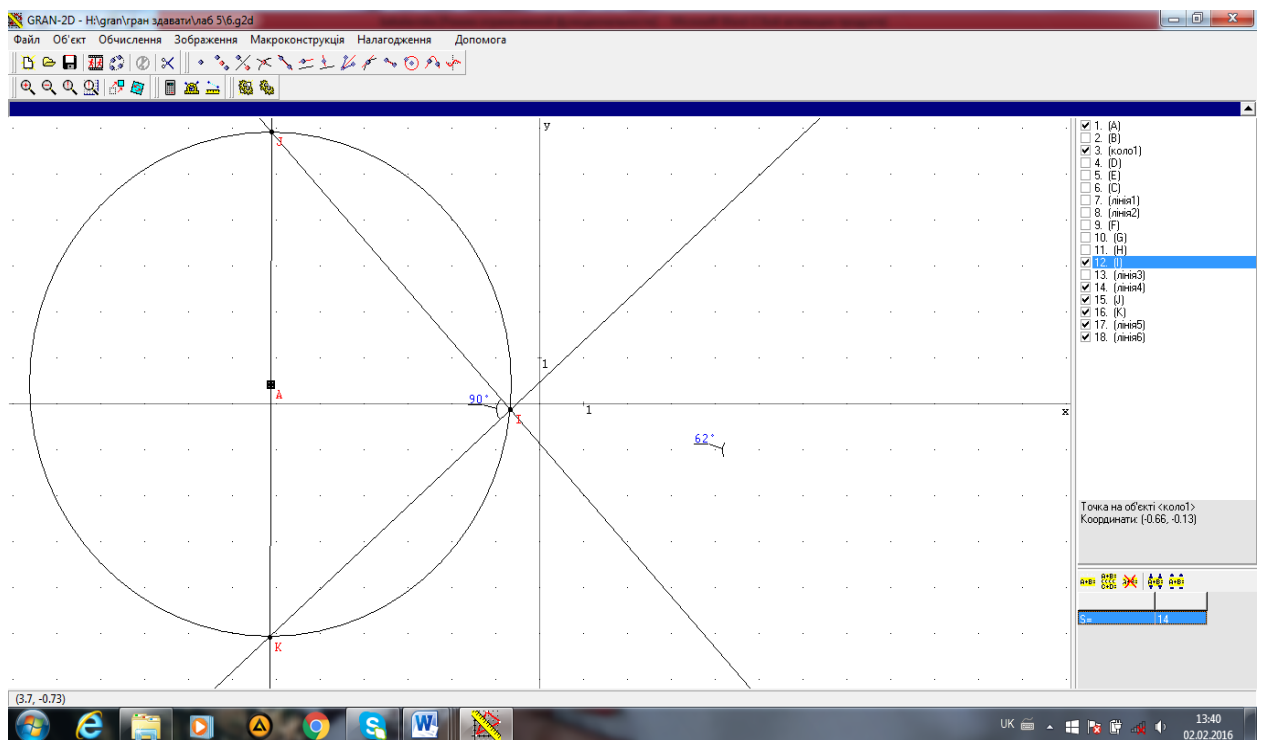 GRAN-2D - H:\gran\гран здавати\лаб 5\6.g2d
Файл Об'єкт Обчислення Зображення Макроконструкція Налагодження Допомога
y
J
1
A
90°
I
1
x
62°
K
1. (A)
2. (B)
3. (коло1)
4. (D)
5. (E)
6. (C)
7. (лінія1)
8. (лінія2)
9. (F)
10. (G)
11. (H)
12. (I)
13. (лінія3)
14. (лінія4)
15. (J)
16. (K)
17. (лінія5)
18. (лінія6)
Точка на об'єкті <коло1>
Координати: (-0.66, -0.13)
S= 14
(3.7, -0.73)
UK 13:40
02.02.2016